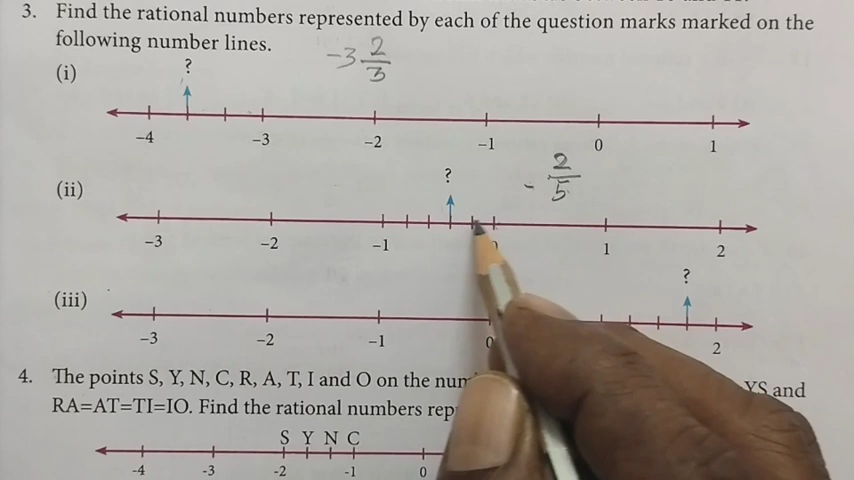 3. Find the rational numbers represented by each of the question marks marked on the
following number lines.
-3 2/3
(i) ?
-4 -3 -2 -1 0 1
- 2/5
(ii) ?
-3 -2 -1 1 2
(iii) ?
-3 -2 -1 0 2
4. The points S, Y, N, C, R, A, T, I and O on the YS and
RA=AT=TI=IO. Find the rational numbers
S Y N C
-4 -3 -2 -1 0